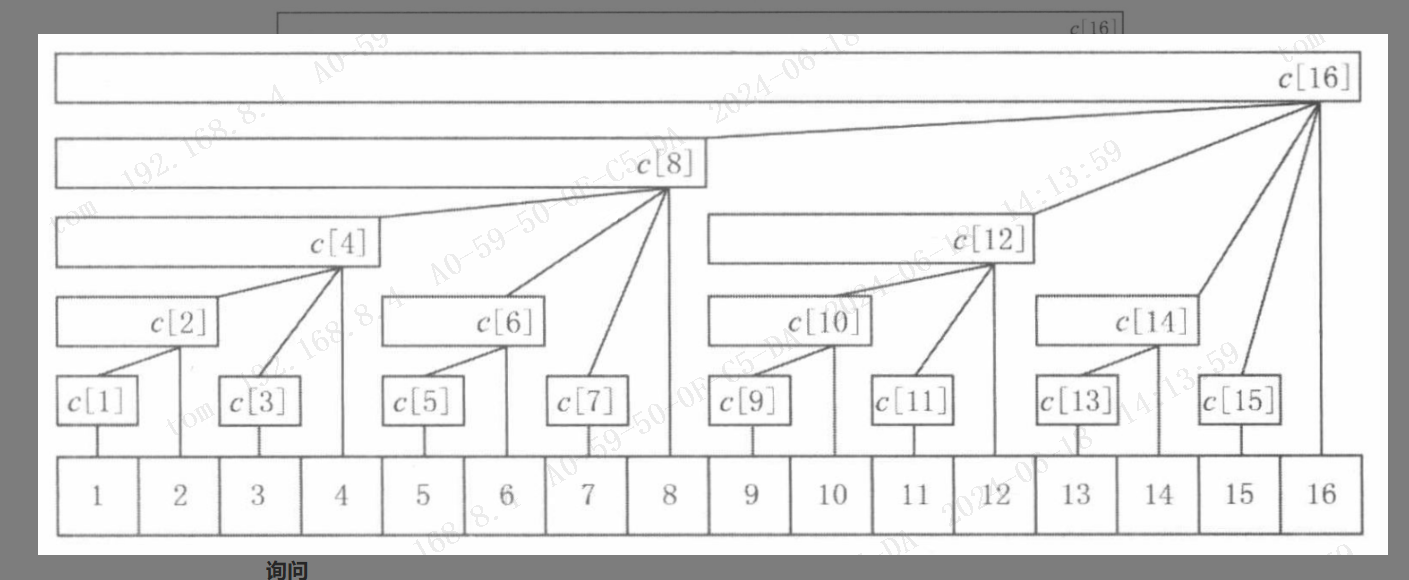 c[16]
c[16]
c[8]
c[4] c[12]
c[2] c[6] c[10] c[14]
c[1] c[3] c[5] c[7] c[9] c[11] c[13] c[15]
1 2 3 4 5 6 7 8 9 10 11 12 13 14 15 16
询问
tom 192.168.8.4 A0-59-50-0E-C5-DA 2024-06-18 14:13:59